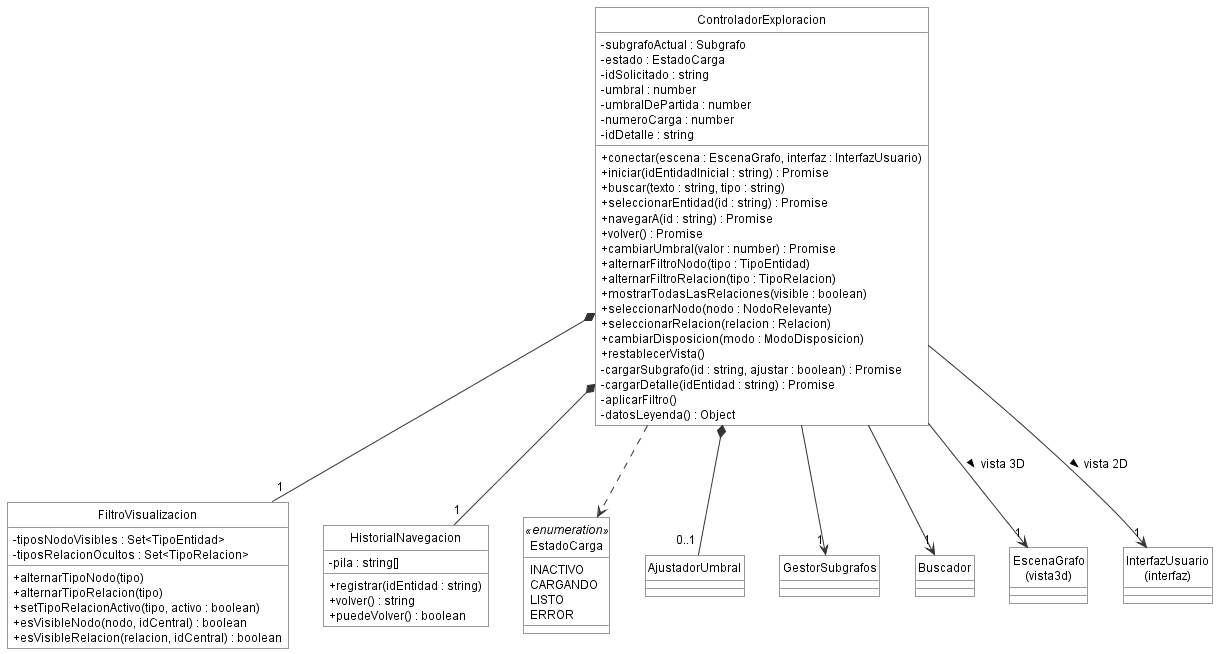 ControladorExploracion
-subgrafoActual : Subgrafo
-estado : EstadoCarga
-idSolicitado : string
-umbral : number
-umbralDePartida : number
-numeroCarga : number
-idDetalle : string
+conectar(escena : EscenaGrafo, interfaz : InterfazUsuario)
+iniciar(idEntidadInicial : string) : Promise
+buscar(texto : string, tipo : string)
+seleccionarEntidad(id : string) : Promise
+navegarA(id : string) : Promise
+volver() : Promise
+cambiarUmbral(valor : number) : Promise
+alternarFiltroNodo(tipo : TipoEntidad)
+alternarFiltroRelacion(tipo : TipoRelacion)
+mostrarTodasLasRelaciones(visible : boolean)
+seleccionarNodo(nodo : NodoRelevante)
+seleccionarRelacion(relacion : Relacion)
+cambiarDisposicion(modo : ModoDisposicion)
+restablecerVista()
-cargarSubgrafo(id : string, ajustar : boolean) : Promise
-cargarDetalle(idEntidad : string) : Promise
-aplicarFiltro()
-datosLeyenda() : Object
vista 3D
vista 2D
1
1
0..1
1
1
1
1
FiltroVisualizacion
-tiposNodoVisibles : Set<TipoEntidad>
-tiposRelacionOcultos : Set<TipoRelacion>
+alternarTipoNodo(tipo)
+alternarTipoRelacion(tipo)
+setTipoRelacionActivo(tipo, activo : boolean)
+esVisibleNodo(nodo, idCentral) : boolean
+esVisibleRelacion(relacion, idCentral) : boolean
HistorialNavegacion
-pila : string[]
+registrar(idEntidad : string)
+volver() : string
+puedeVolver() : boolean
«enumeration»
EstadoCarga
INACTIVO
CARGANDO
LISTO
ERROR
AjustadorUmbral
GestorSubgrafos
Buscador
EscenaGrafo
(vista3d)
InterfazUsuario
(interfaz)